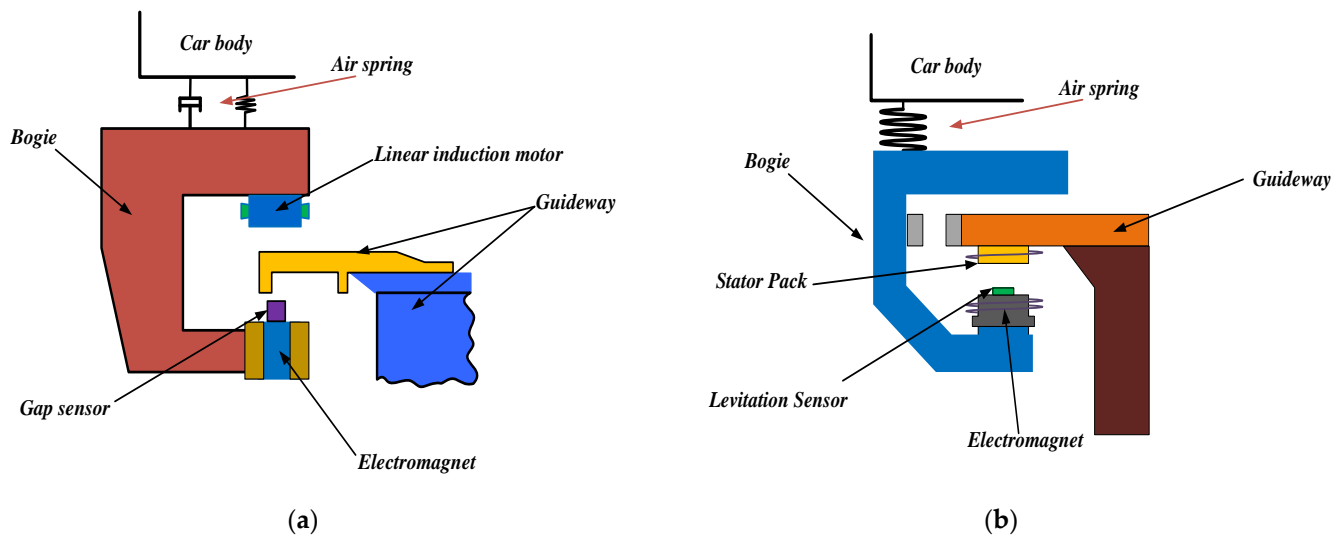 Car body
Air spring
Bogie
Linear induction motor
Guideway
Gap sensor
Electromagnet
(a)
Car body
Air spring
Bogie
Guideway
Stator Pack
Levitation Sensor
Electromagnet
(b)